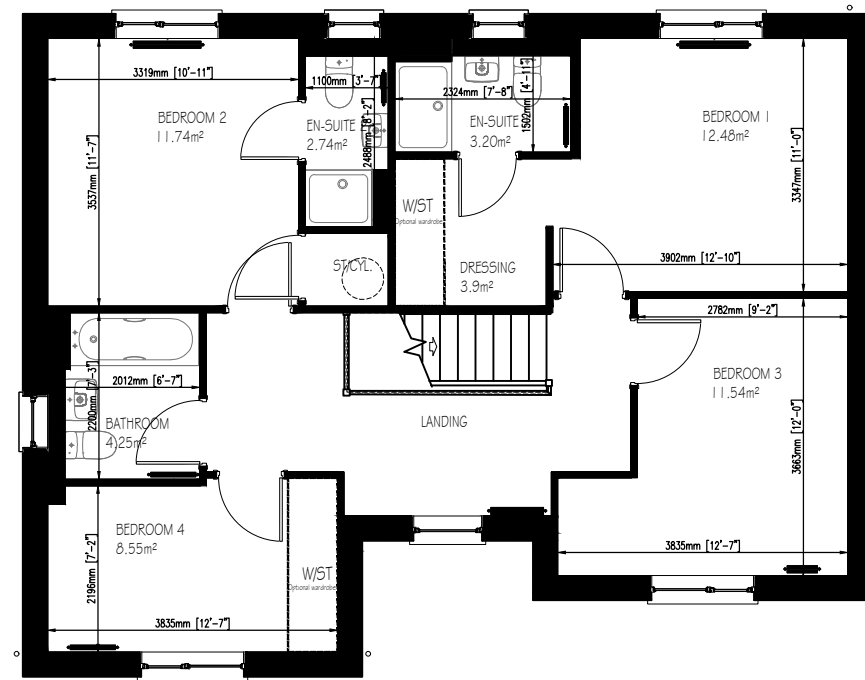 3319mm [10'-11"]
BEDROOM 2
11.74m²
3537mm [11'-7"]
1100mm [3'-7"]
EN-SUITE
2.74m²
2488mm [8'-2"]
2324mm [7'-8"]
EN-SUITE
3.20m²
1502mm [4'-11"]
BEDROOM 1
12.48m²
3347mm [11'-0"]
3902mm [12'-10"]
W/ST
Optional wardrobe
DRESSING
3.9m²
ST/CYL.
2782mm [9'-2"]
BEDROOM 3
11.54m²
3663mm [12'-0"]
3835mm [12'-7"]
2012mm [6'-7"]
2200mm [7'-3"]
BATHROOM
4.25m²
LANDING
BEDROOM 4
8.55m²
2196mm [7'-2"]
3835mm [12'-7"]
W/ST
Optional wardrobe